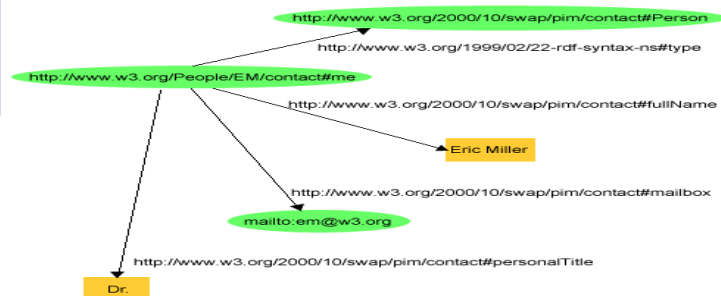 http://www.w3.org/2000/10/swap/pim/contact#Person
http://www.w3.org/1999/02/22-rdf-syntax-ns#type
http://www.w3.org/People/EM/contact#me
http://www.w3.org/2000/10/swap/pim/contact#fullName
Eric Miller
http://www.w3.org/2000/10/swap/pim/contact#mailbox
mailto:em@w3.org
http://www.w3.org/2000/10/swap/pim/contact#personalTitle
Dr.